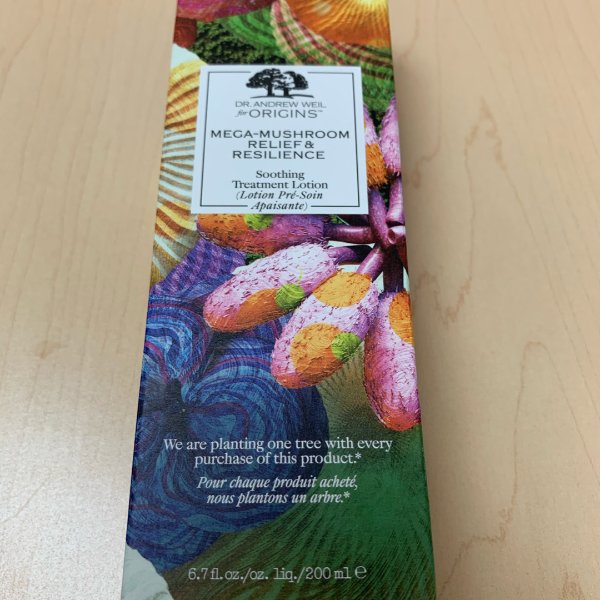 DR. ANDREW WEIL
for ORIGINS™
MEGA-MUSHROOM
RELIEF &
RESILIENCE
Soothing
Treatment Lotion
(Lotion Pré-Soin
Apaisante)
We are planting one tree with every
purchase of this product.*
Pour chaque produit acheté,
nous plantons un arbre.*
6.7 fl.oz./oz. liq./200 ml ℮